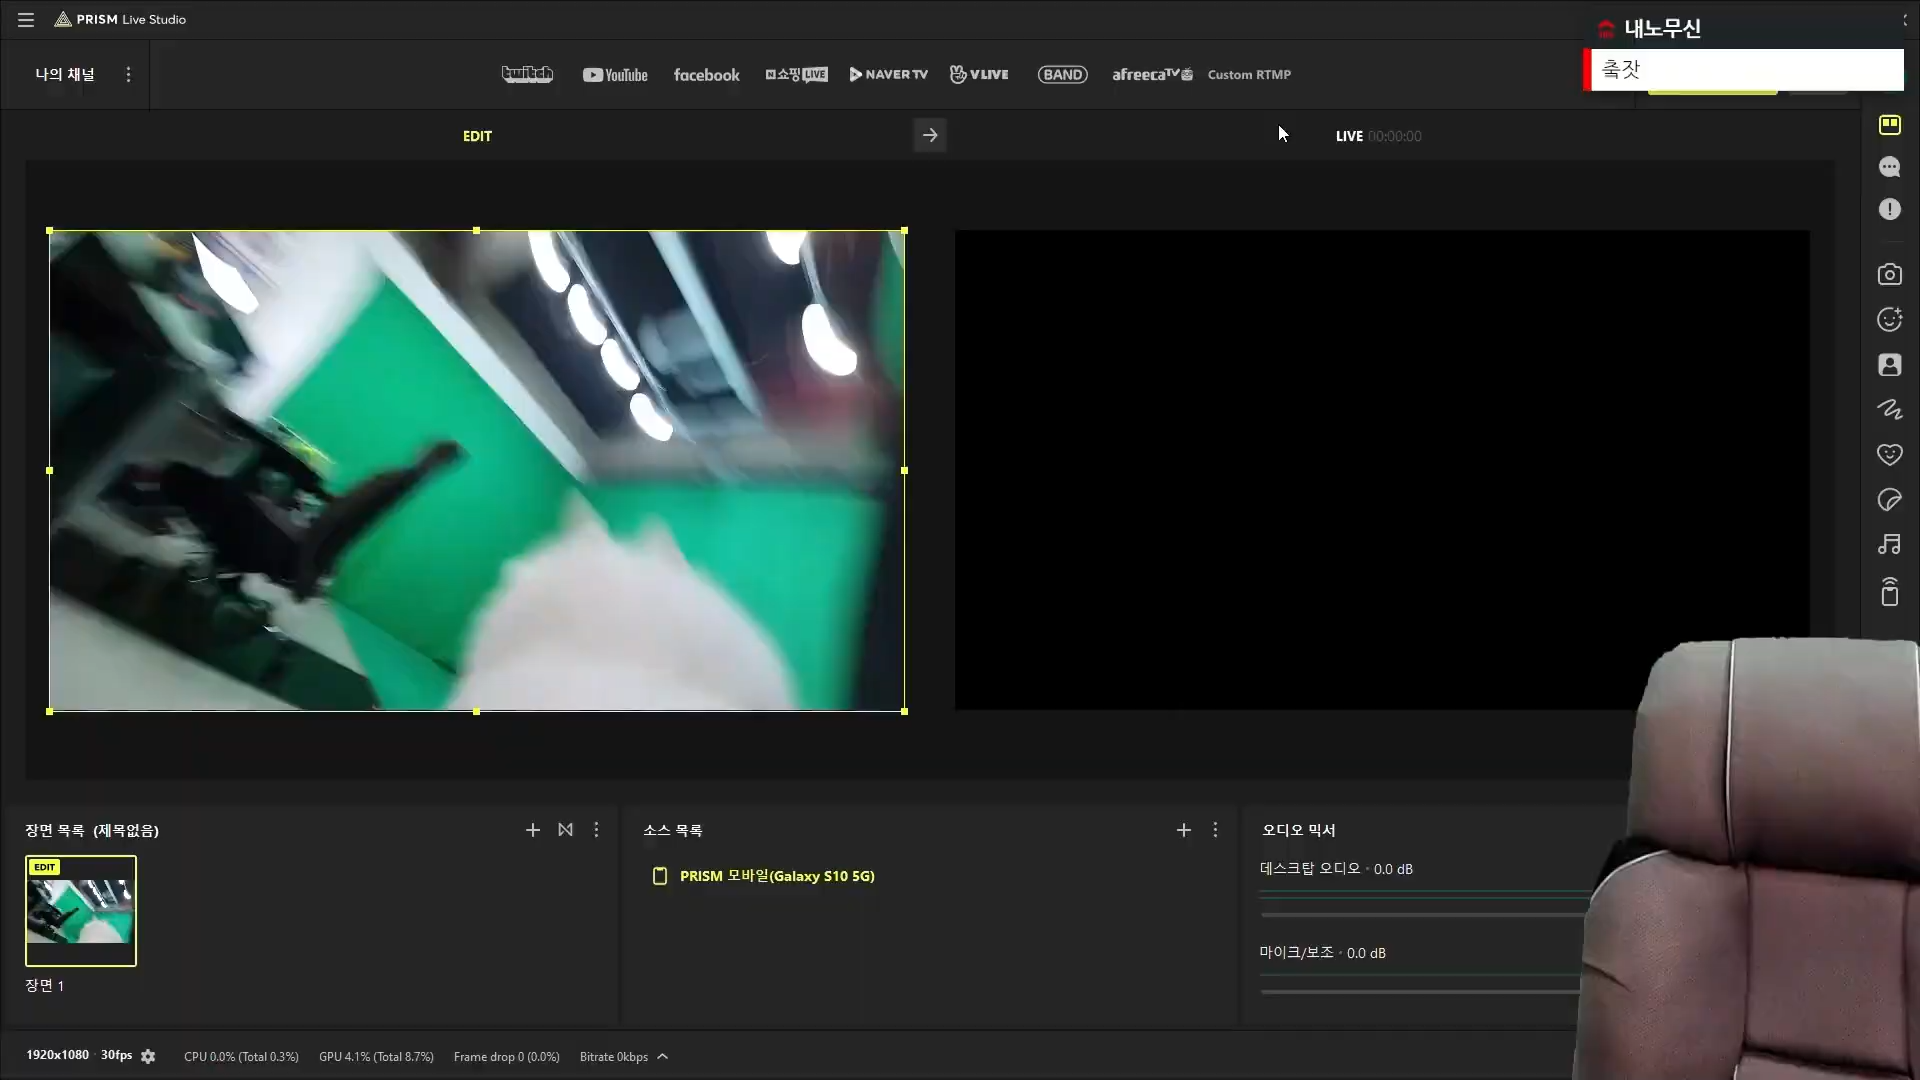 PRISM Live Studio
내노무신
축잣
나의 채널
twitch
YouTube
facebook
N쇼핑LIVE
NAVER TV
VLIVE
BAND
afreecaTV
Custom RTMP
EDIT
LIVE 00:00:00
장면 목록 (제목없음)
소스 목록
오디오 믹서
EDIT
장면 1
PRISM 모바일(Galaxy S10 5G)
데스크탑 오디오 · 0.0 dB
마이크/보조 · 0.0 dB
1920x1080 · 30fps
CPU 0.0% (Total 0.3%)
GPU 4.1% (Total 8.7%)
Frame drop 0 (0.0%)
Bitrate 0kbps